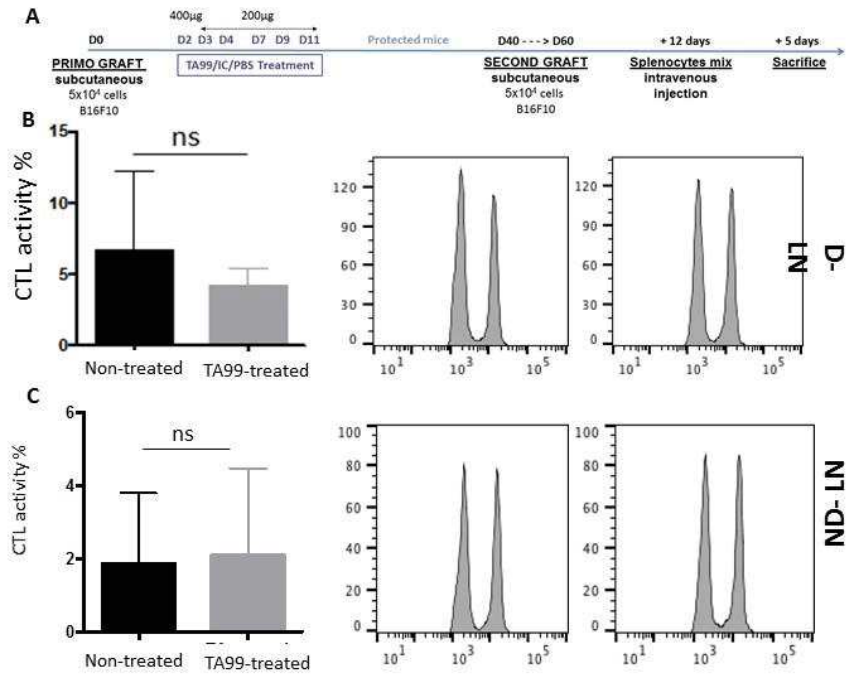 A
400µg
200µg
D0
D2 D3 D4 D7 D9 D11
Protected mice
D40 - - - > D60
+ 12 days
+ 5 days
PRIMO GRAFT
subcutaneous
5x10⁴ cells
B16F10
TA99/IC/PBS Treatment
SECOND GRAFT
subcutaneous
5x10⁴ cells
B16F10
Splenocytes mix
intravenous
injection
Sacrifice
B
CTL activity %
15
10
5
0
ns
Non-treated
TA99-treated
120
90
60
30
0
10¹ 10³ 10⁵
120
90
60
30
0
10¹ 10³ 10⁵
D-
LN
C
CTL activity %
6
4
2
0
ns
Non-treated
TA99-treated
100
80
60
40
20
0
10¹ 10³ 10⁵
100
80
60
40
20
0
10¹ 10³ 10⁵
ND- LN